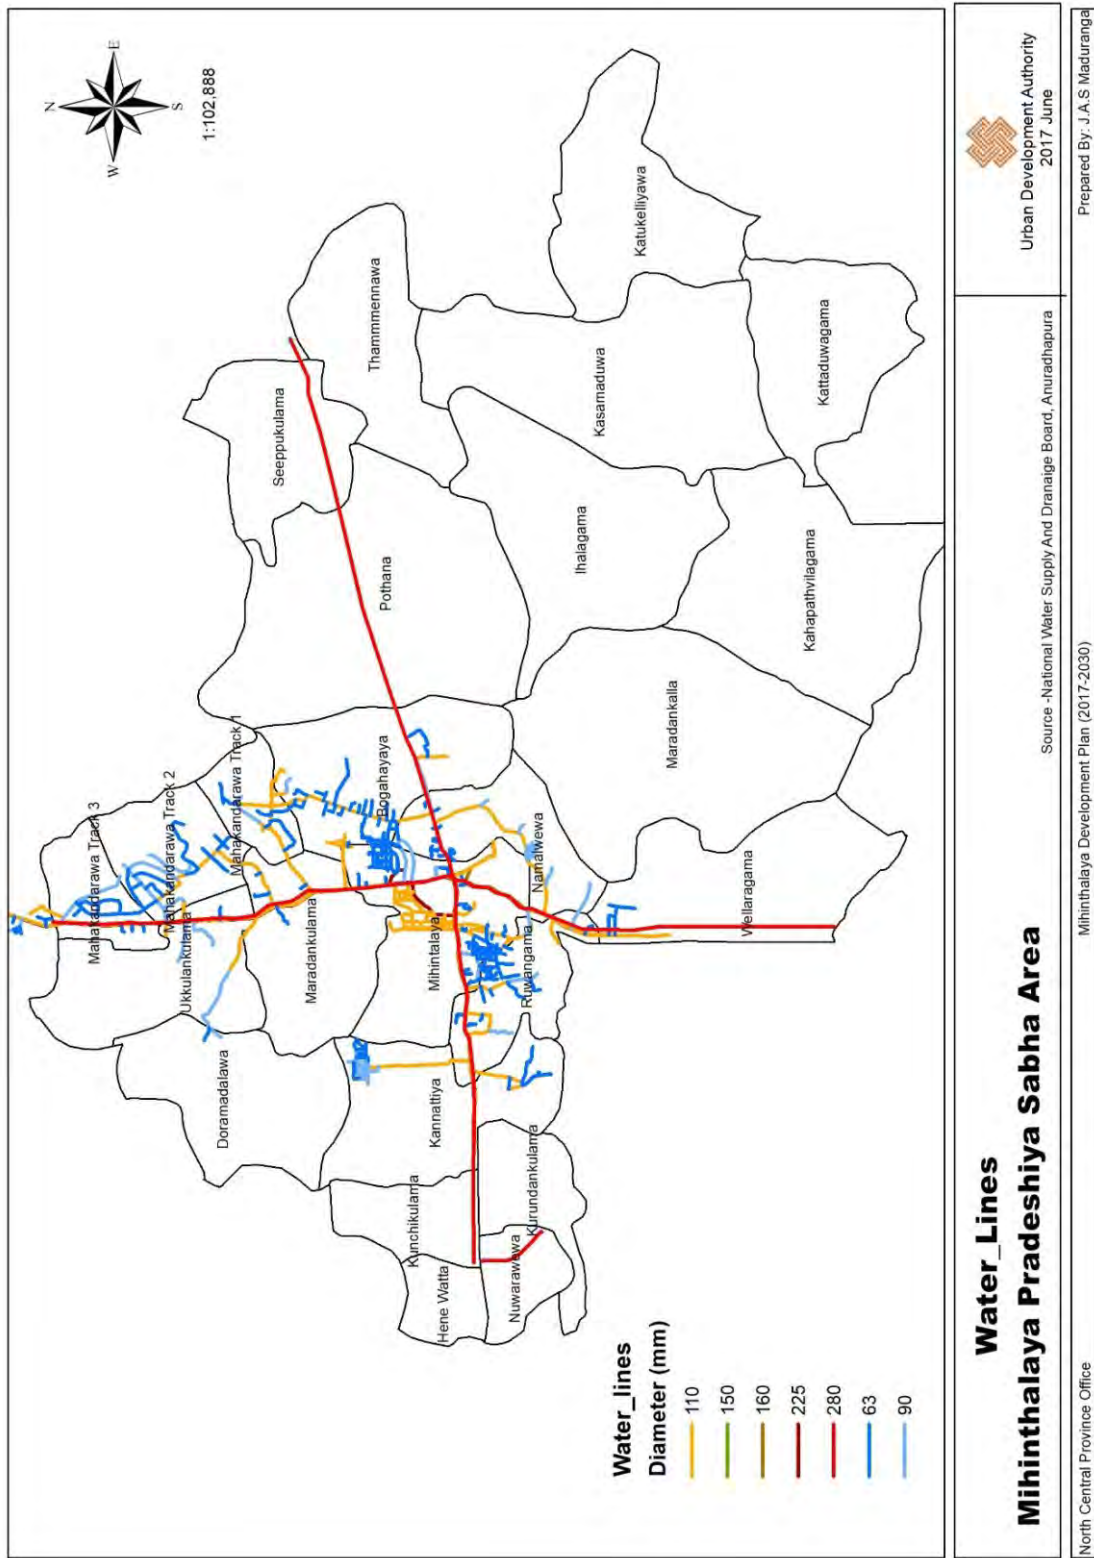 N
E
W
S
1:102,888
Mahakandarawa Track 3
Mahakandarawa Track 2
Mahakandarawa Track 1
Ukkulankulama
Doramadalawa
Maradankulama
Seeppukulama
Thammmennawa
Pothana
Bogahayaya
Mihintalaya
Kannattiya
Kunchikulama
Hene Watta
Nuwarawewa
Kurundankulama
Ruwangama
Namalwewa
Ihalagama
Kasamaduwa
Katukelliyawa
Maradankalla
Wellaragama
Kahapathvilagama
Kattaduwagama
Water_lines
Diameter (mm)
110
150
160
225
280
63
90
Water_Lines
Mihinthalaya Pradeshiya Sabha Area
Source -National Water Supply And Dranaige Board, Anuradhapura
Urban Development Authority
2017 June
North Central Province Office
Mihinthalaya Development Plan (2017-2030)
Prepared By: J.A.S Maduranga